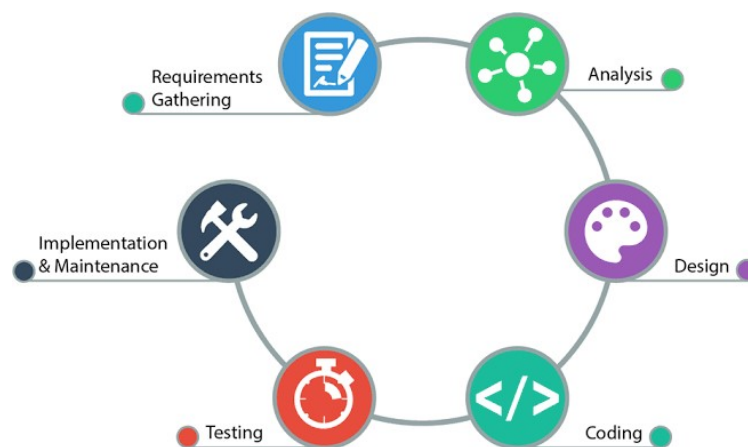 Requirements
Gathering
Analysis
Implementation
& Maintenance
Design
</>
Testing
Coding